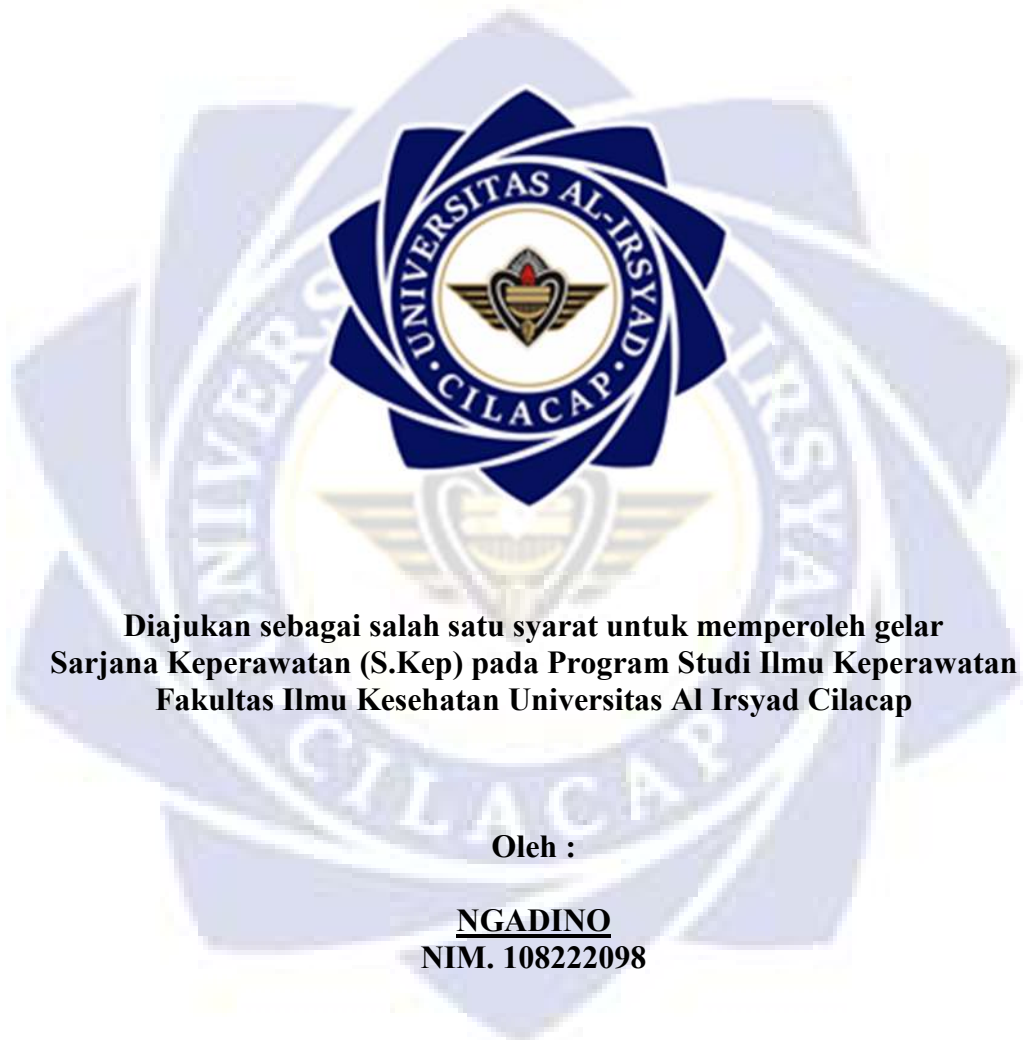 UNIVERSITAS AL-IRSYAD
• CILACAP •
Diajukan sebagai salah satu syarat untuk memperoleh gelar
Sarjana Keperawatan (S.Kep) pada Program Studi Ilmu Keperawatan
Fakultas Ilmu Kesehatan Universitas Al Irsyad Cilacap
Oleh :
NGADINO
NIM. 108222098